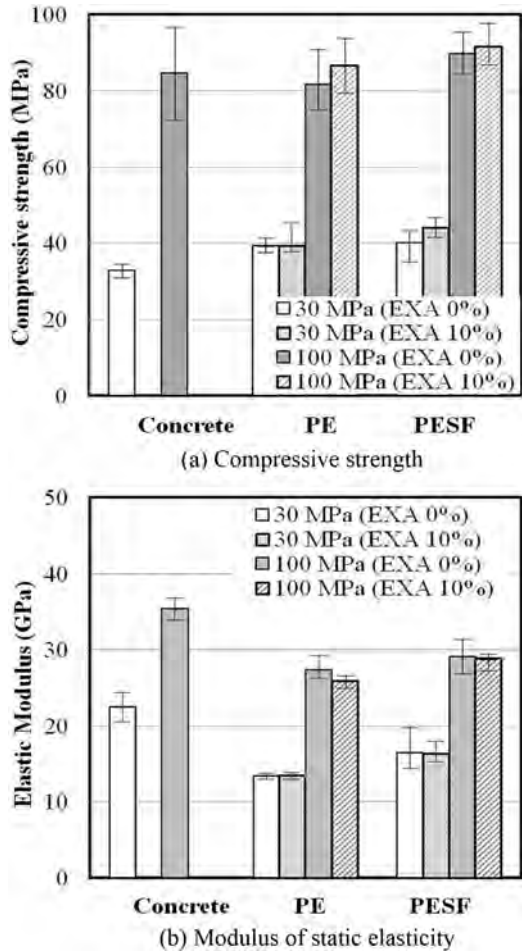 100
80
60
40
20
0
Compressive strength (MPa)
30 MPa (EXA 0%)
30 MPa (EXA 10%)
100 MPa (EXA 0%)
100 MPa (EXA 10%)
Concrete PE PESF
(a) Compressive strength
50
40
30
20
10
0
Elastic Modulus (GPa)
30 MPa (EXA 0%)
30 MPa (EXA 10%)
100 MPa (EXA 0%)
100 MPa (EXA 10%)
Concrete PE PESF
(b) Modulus of static elasticity